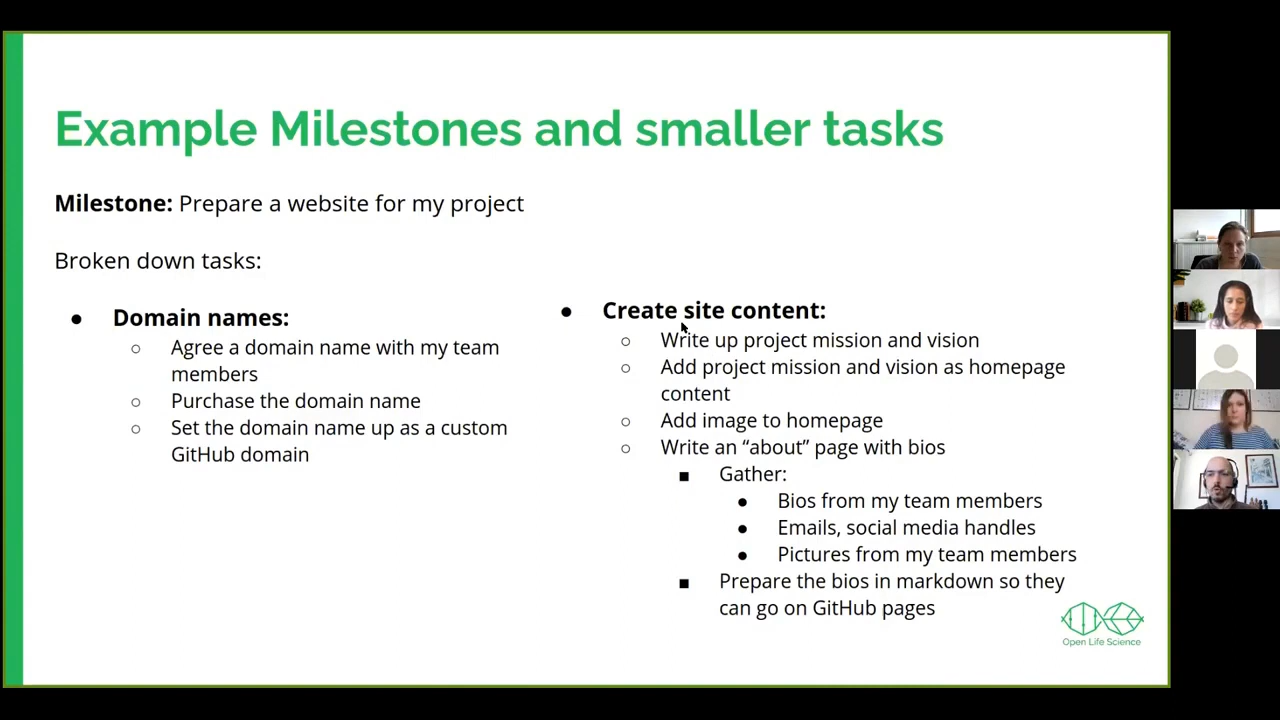 Example Milestones and smaller tasks
Milestone: Prepare a website for my project
Broken down tasks:
● Domain names:
○ Agree a domain name with my team
members
○ Purchase the domain name
○ Set the domain name up as a custom
GitHub domain
● Create site content:
○ Write up project mission and vision
○ Add project mission and vision as homepage
content
○ Add image to homepage
○ Write an “about” page with bios
■ Gather:
● Bios from my team members
● Emails, social media handles
● Pictures from my team members
■ Prepare the bios in markdown so they
can go on GitHub pages
Open Life Science